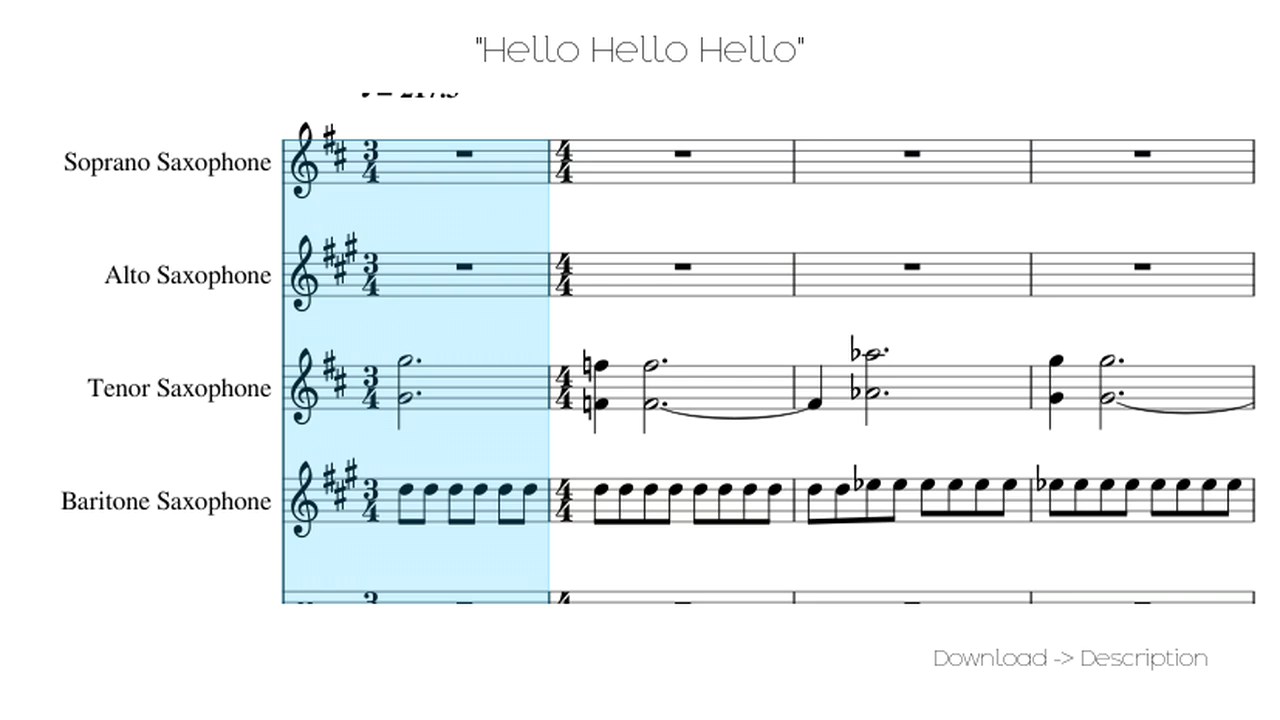 "Hello Hello Hello"
Soprano Saxophone
Alto Saxophone
Tenor Saxophone
Baritone Saxophone
Download -> Description